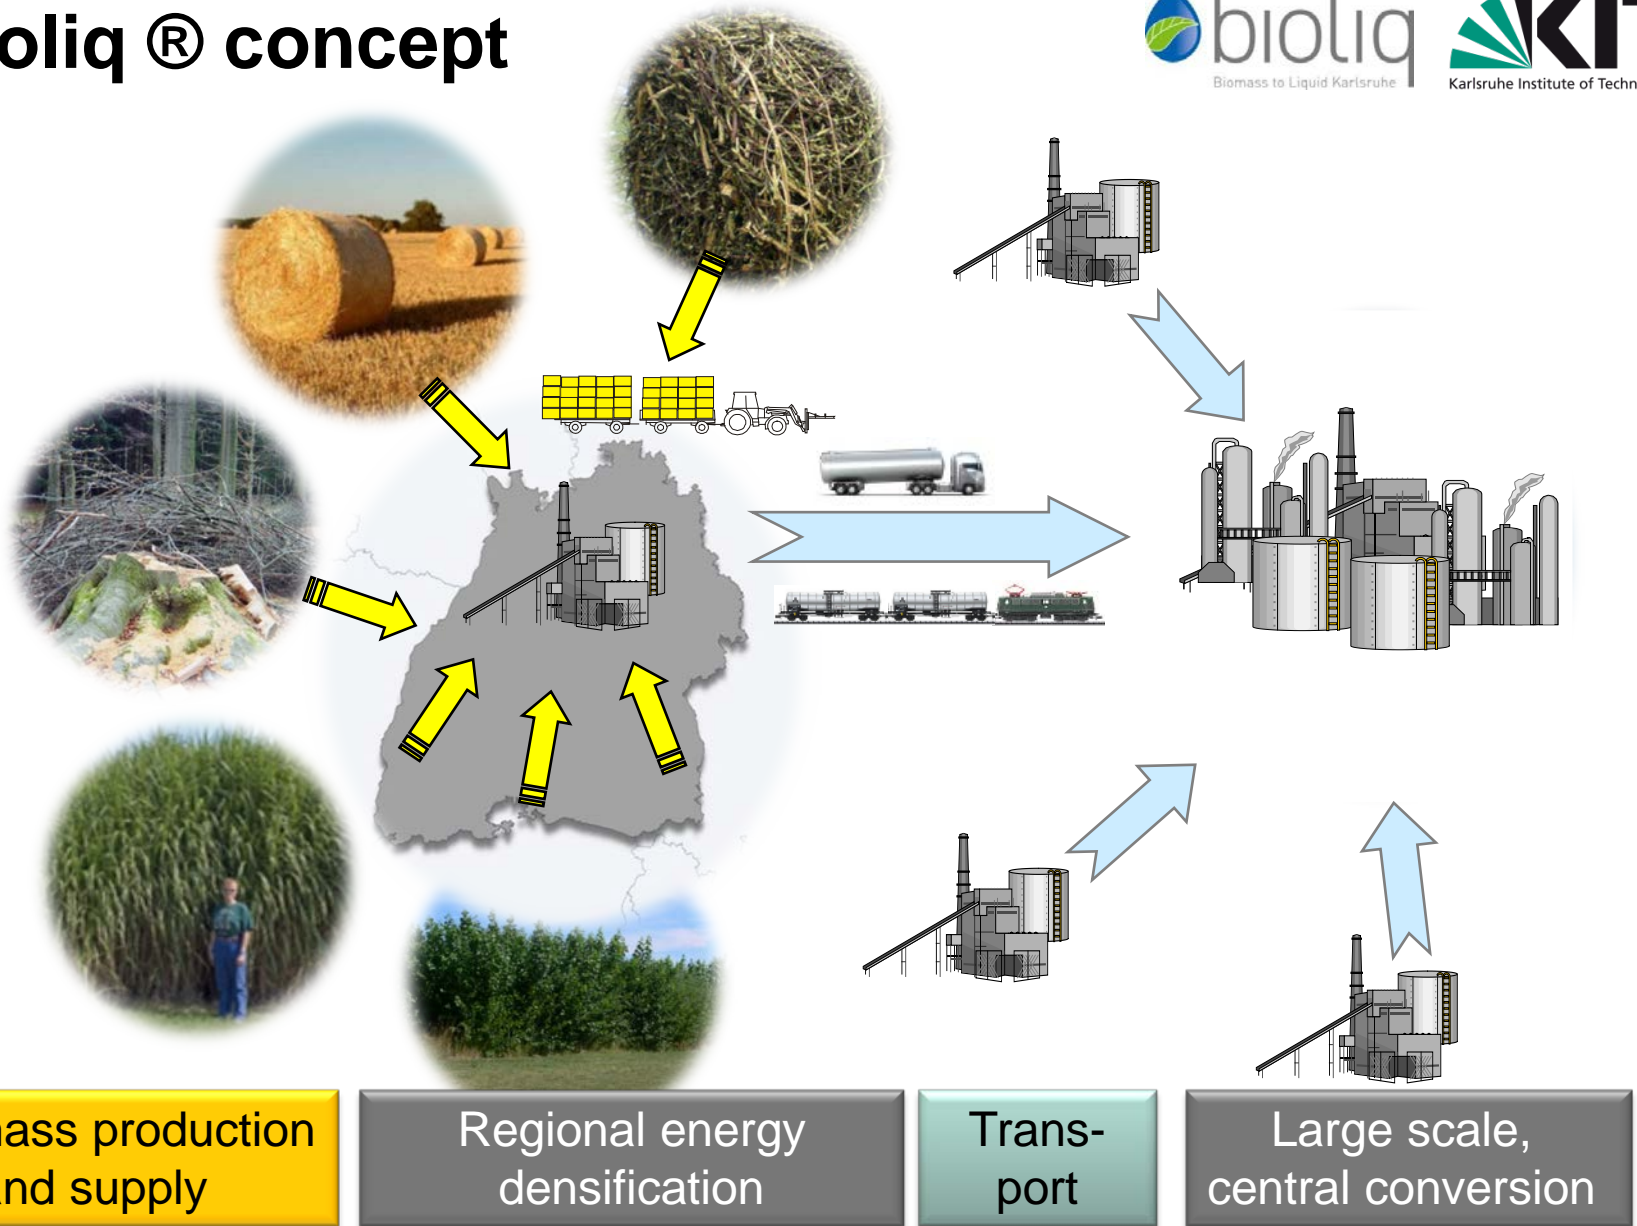 oliq ® concept
bioliq
Biomass to Liquid Karlsruhe
KIT
Karlsruhe Institute of Techn
ass production
nd supply
Regional energy
densification
Trans-
port
Large scale,
central conversion